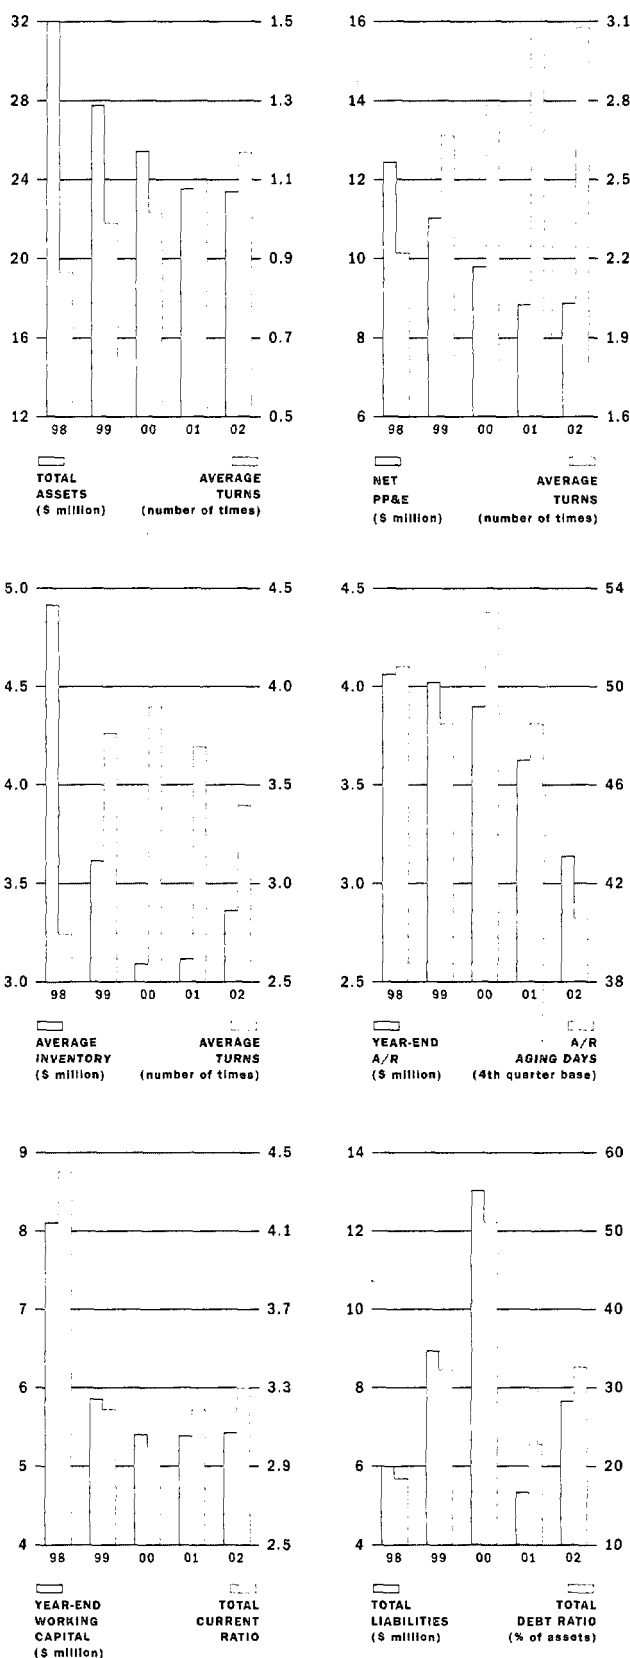 32 1.5
28 1.3
24 1.1
20 0.9
16 0.7
12 0.5
98 99 00 01 02
TOTAL AVERAGE
ASSETS TURNS
($ million) (number of times)
16 3.1
14 2.8
12 2.5
10 2.2
8 1.9
6 1.6
98 99 00 01 02
NET AVERAGE
PP&E TURNS
($ million) (number of times)
5.0 4.5
4.5 4.0
4.0 3.5
3.5 3.0
3.0 2.5
98 99 00 01 02
AVERAGE AVERAGE
INVENTORY TURNS
($ million) (number of times)
4.5 54
4.0 50
3.5 46
3.0 42
2.5 38
98 99 00 01 02
YEAR-END A/R
A/R AGING DAYS
($ million) (4th quarter base)
9 4.5
8 4.1
7 3.7
6 3.3
5 2.9
4 2.5
98 99 00 01 02
YEAR-END TOTAL
WORKING CURRENT
CAPITAL RATIO
($ million)
14 60
12 50
10 40
8 30
6 20
4 10
98 99 00 01 02
TOTAL TOTAL
LIABILITIES DEBT RATIO
($ million) (% of assets)